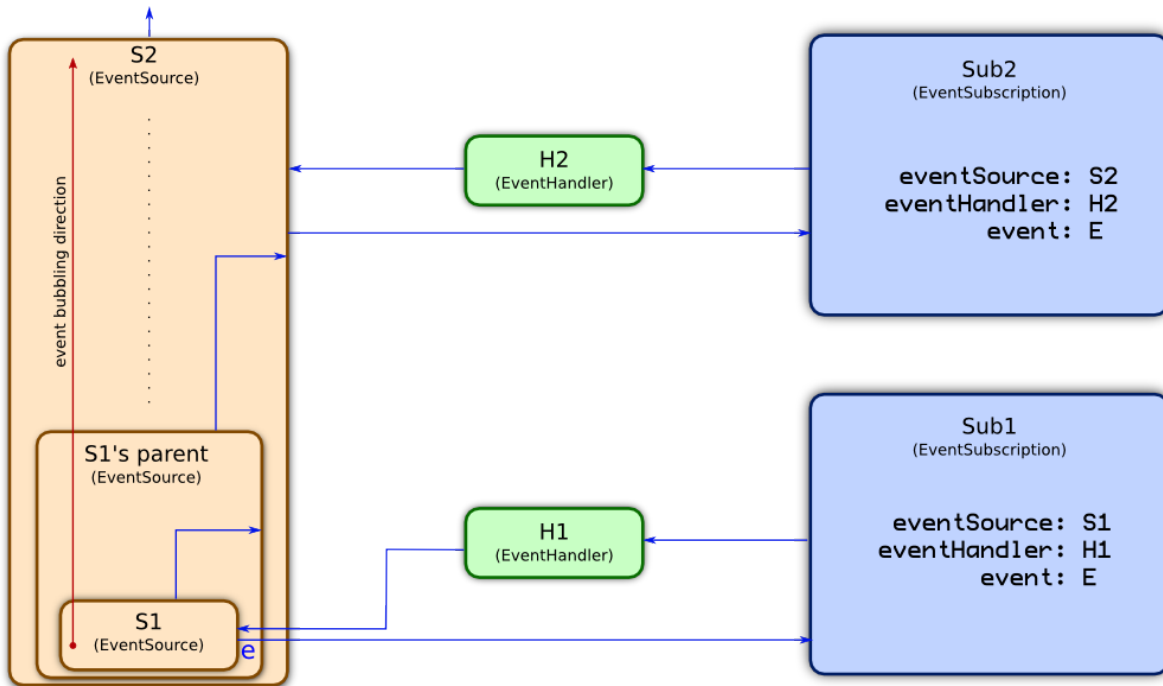 S2
(EventSource)
event bubbling direction
S1's parent
(EventSource)
S1
(EventSource)
e
H2
(EventHandler)
H1
(EventHandler)
Sub2
(EventSubscription)
eventSource: S2
eventHandler: H2
event: E
Sub1
(EventSubscription)
eventSource: S1
eventHandler: H1
event: E